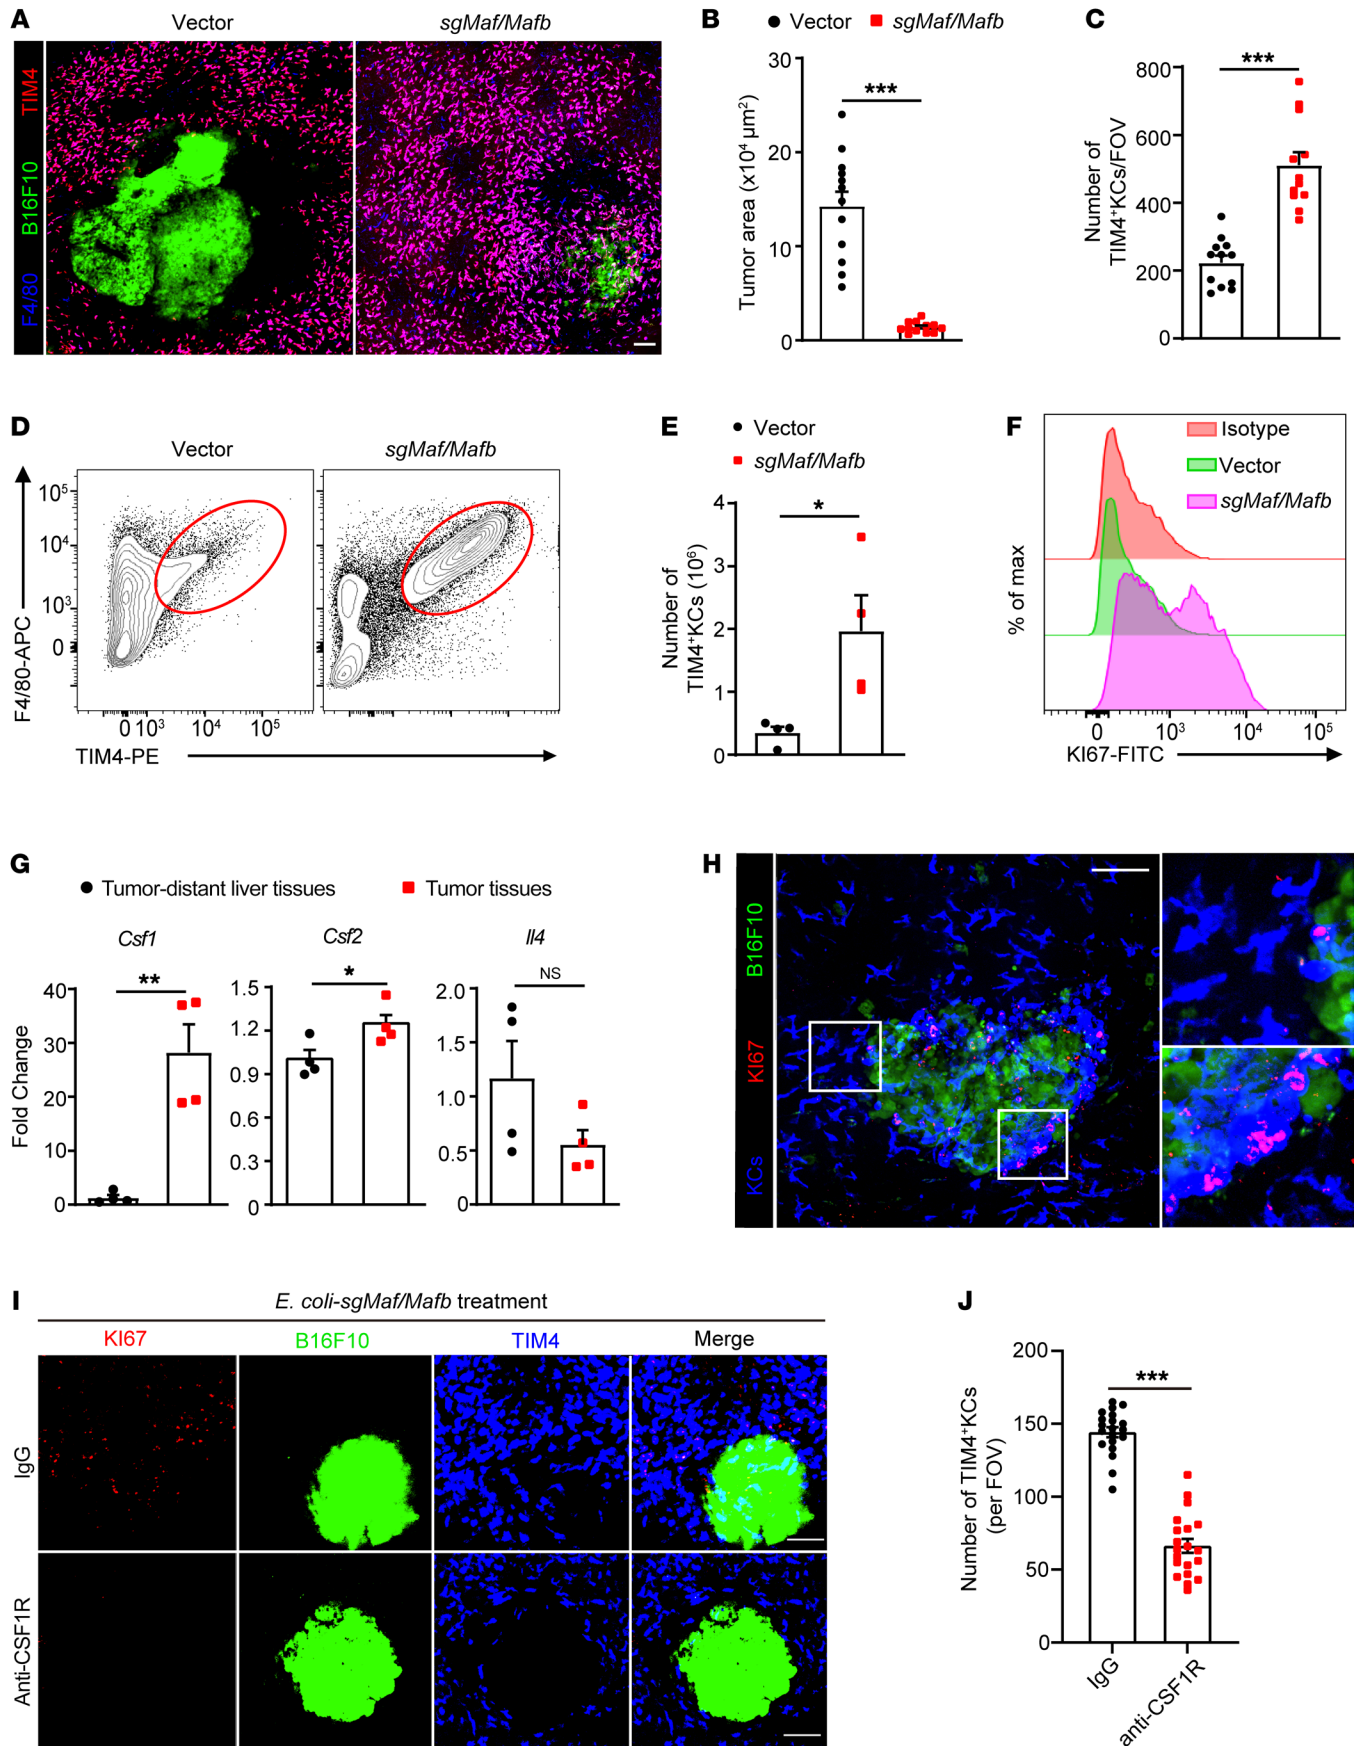 A
Vector
sgMaf/Mafb
F4/80 B16F10 TIM4
B
Vector sgMaf/Mafb
Tumor area (x10⁴ µm²)
30
20
10
0
***
C
Number of
TIM4⁺KCs/FOV
800
600
400
200
0
***
D
Vector
sgMaf/Mafb
F4/80-APC
10⁵
10⁴
10³
0
0 10³ 10⁴ 10⁵
TIM4-PE
E
Vector
sgMaf/Mafb
Number of
TIM4⁺KCs (10⁶)
4
3
2
1
0
*
F
Isotype
Vector
sgMaf/Mafb
% of max
0 10³ 10⁴ 10⁵
KI67-FITC
G
Tumor-distant liver tissues Tumor tissues
Fold Change
Csf1
**
40
30
20
10
0
Csf2
*
1.5
1.2
0.9
0.6
0.3
0
Il4
NS
2.0
1.5
1.0
0.5
0
H
KCs KI67 B16F10
I
E. coli-sgMaf/Mafb treatment
KI67 B16F10 TIM4 Merge
IgG
Anti-CSF1R
J
Number of TIM4⁺KCs
(per FOV)
200
150
100
50
0
***
IgG
anti-CSF1R